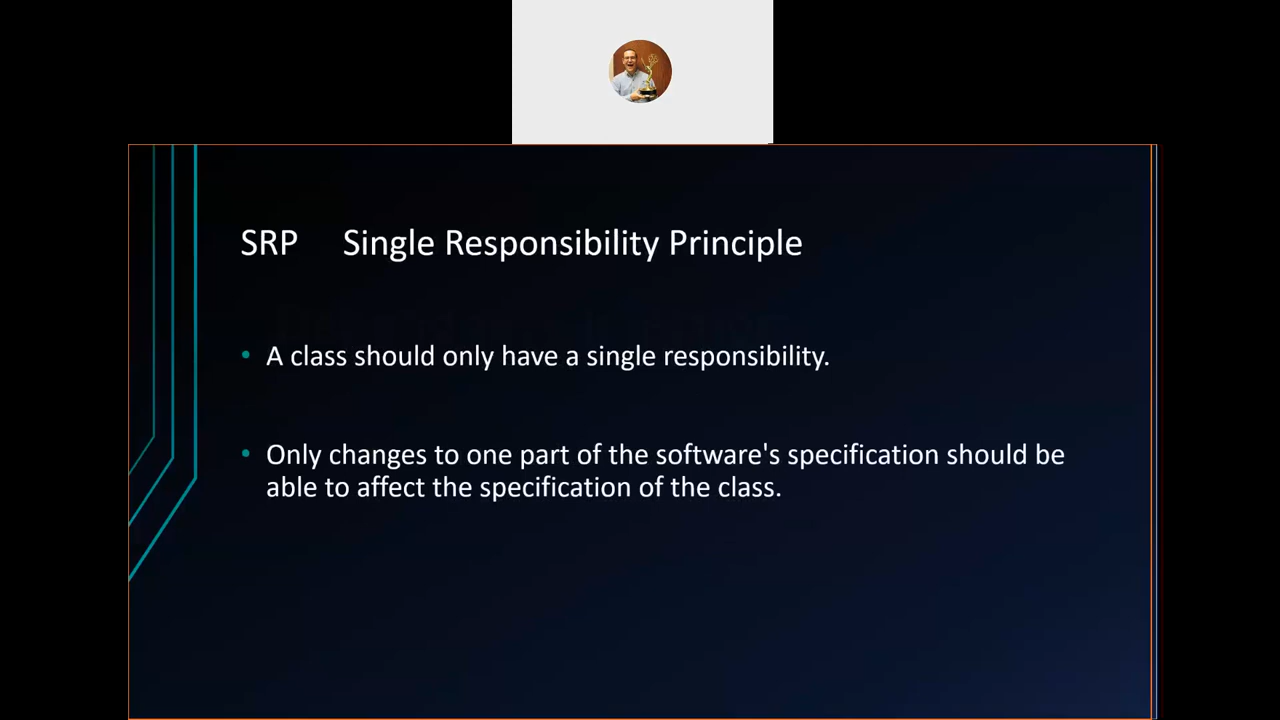 SRP Single Responsibility Principle
• A class should only have a single responsibility.
• Only changes to one part of the software's specification should be
able to affect the specification of the class.